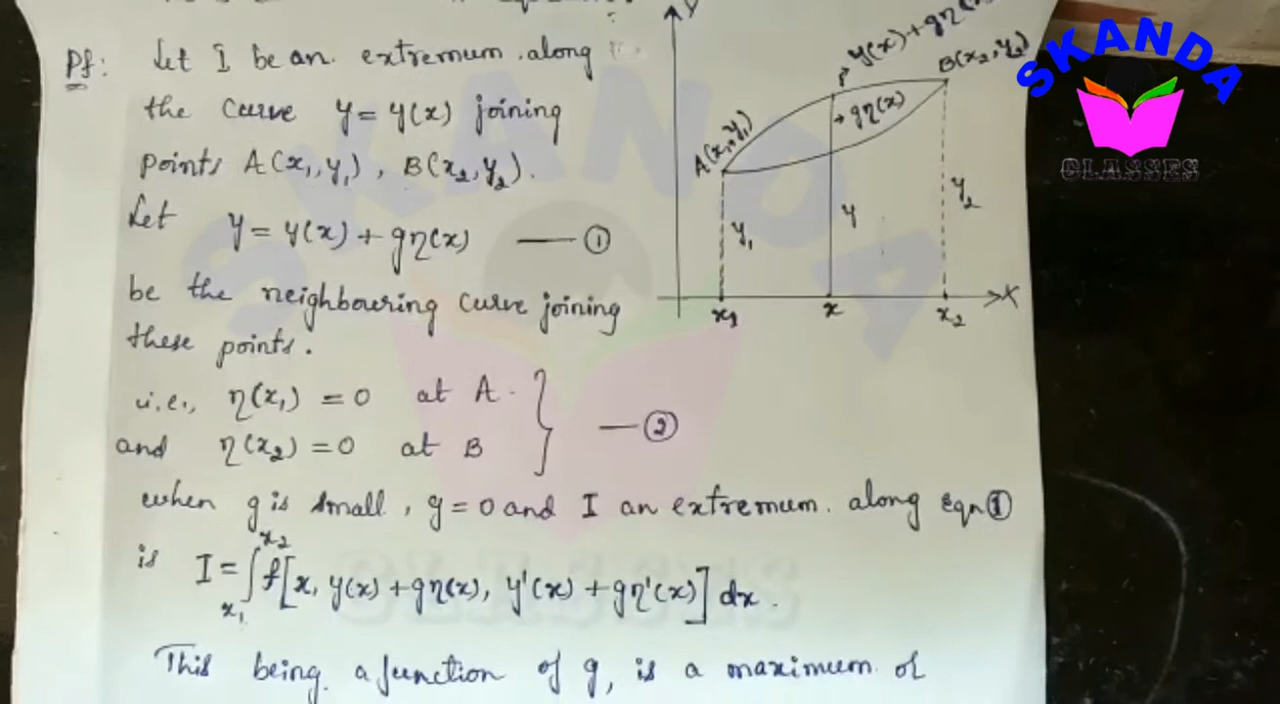 Pf: Let I be an extremum along
the curve y = y(x) joining
points A(x₁, y₁), B(x₂, y₂).
Let y = y(x) + gη(x) —— ①
be the neighbouring curve joining
these points.
i.e., η(x₁) = 0 at A.
and η(x₂) = 0 at B } — ②
when g is small, g = 0 and I an extremum. along Eqn ①
is I = ∫_{x₁}^{x₂} f[x, y(x) + gη(x), y'(x) + gη'(x)] dx.
This being a function of g, is a maximum or
y(x) + gη(x)
P
B(x₂, y₂)
→ gη(x)
A(x₁, y₁)
y₁
y
y₂
x₁
x
x₂
X
SKANDA
CLASSES
SKANDA
CLASSES